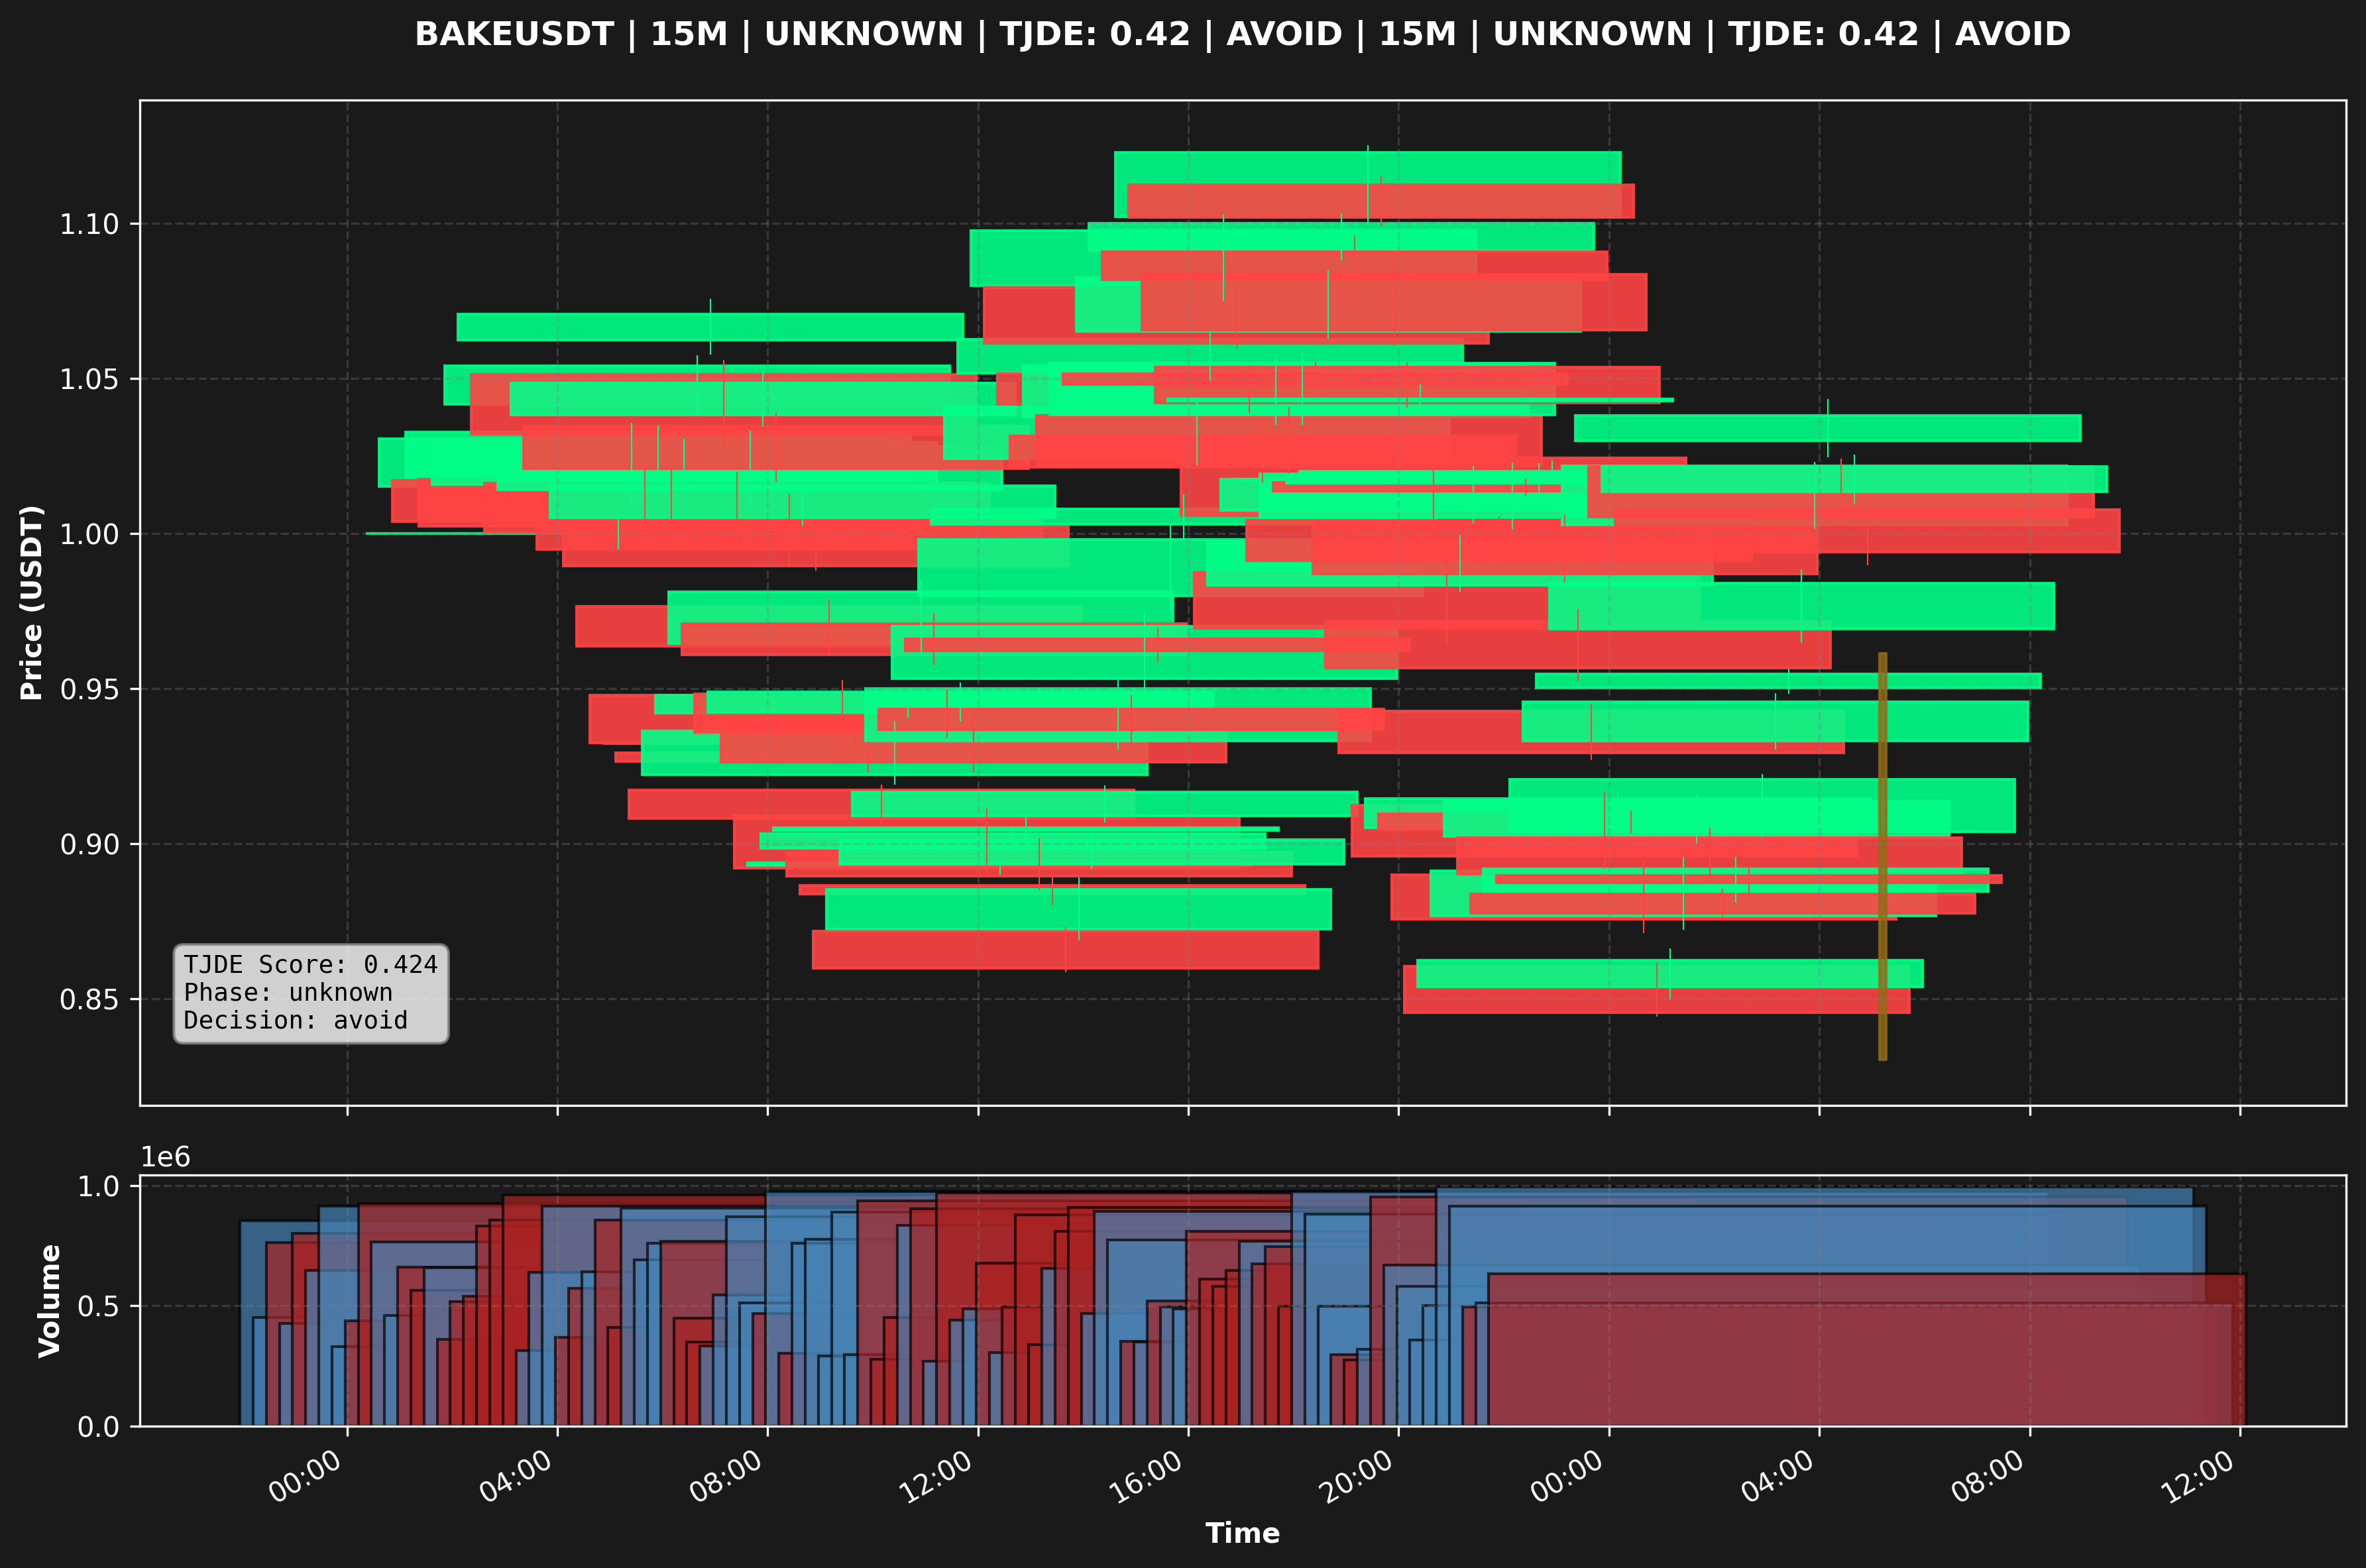 BAKEUSDT | 15M | UNKNOWN | TJDE: 0.42 | AVOID | 15M | UNKNOWN | TJDE: 0.42 | AVOID
Price (USDT)
1.10
1.05
1.00
0.95
0.90
0.85
TJDE Score: 0.424
Phase: unknown
Decision: avoid
1e6
Volume
1.0
0.5
0.0
00:00
04:00
08:00
12:00
16:00
20:00
00:00
04:00
08:00
12:00
Time